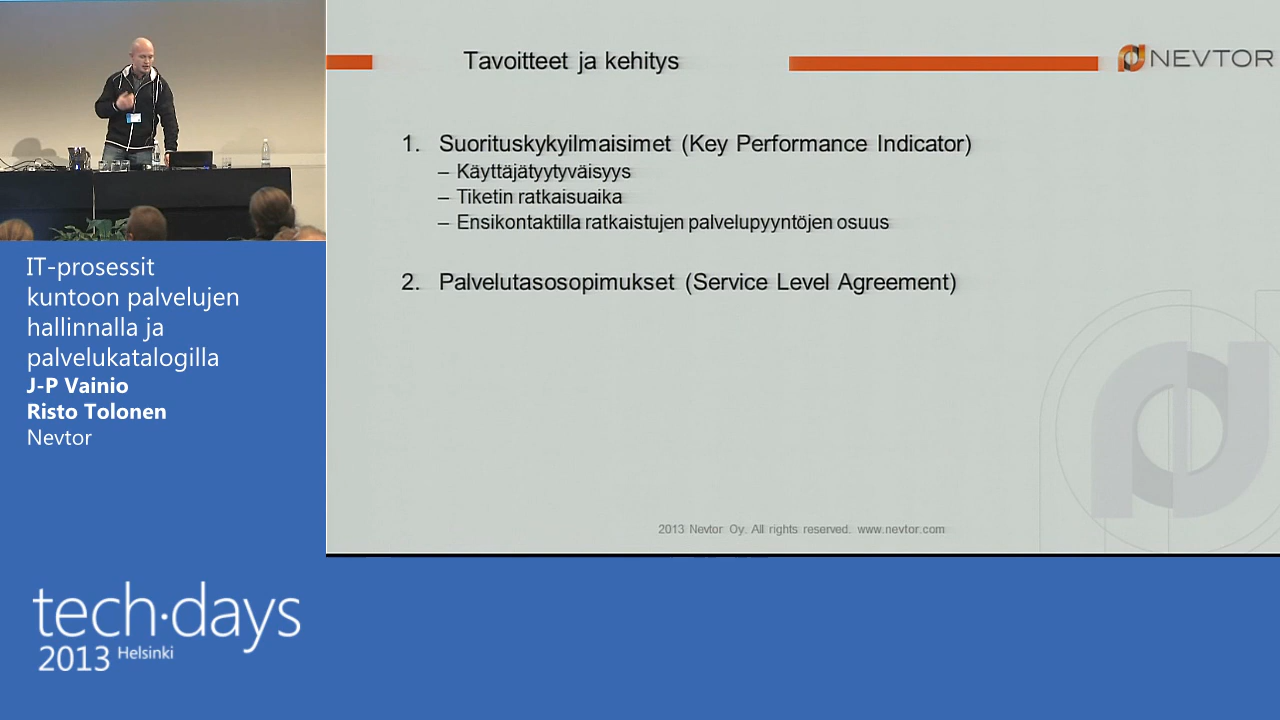 Tavoitteet ja kehitys
NEVTOR
1. Suorituskykyilmaisimet (Key Performance Indicator)
– Käyttäjätyytyväisyys
– Tiketin ratkaisuaika
– Ensikontaktilla ratkaistujen palvelupyyntöjen osuus
2. Palvelutasosopimukset (Service Level Agreement)
2013 Nevtor Oy. All rights reserved. www.nevtor.com
IT-prosessit
kuntoon palvelujen
hallinnalla ja
palvelukatalogilla
J-P Vainio
Risto Tolonen
Nevtor
tech·days
2013 Helsinki